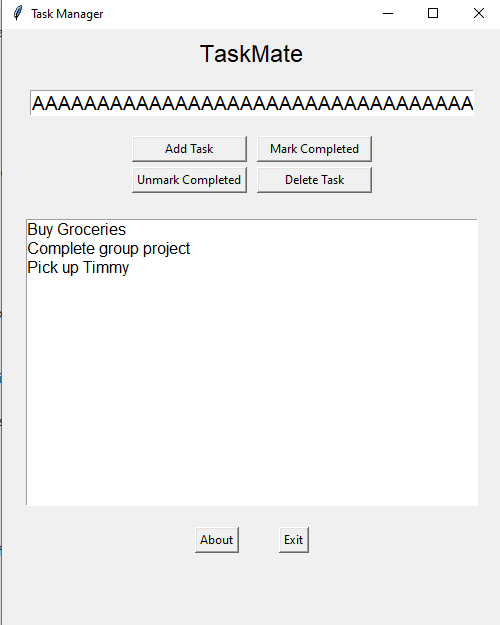 Task Manager
TaskMate
AAAAAAAAAAAAAAAAAAAAAAAAAAAAAAAAAA
Add Task
Mark Completed
Unmark Completed
Delete Task
Buy Groceries
Complete group project
Pick up Timmy
About
Exit